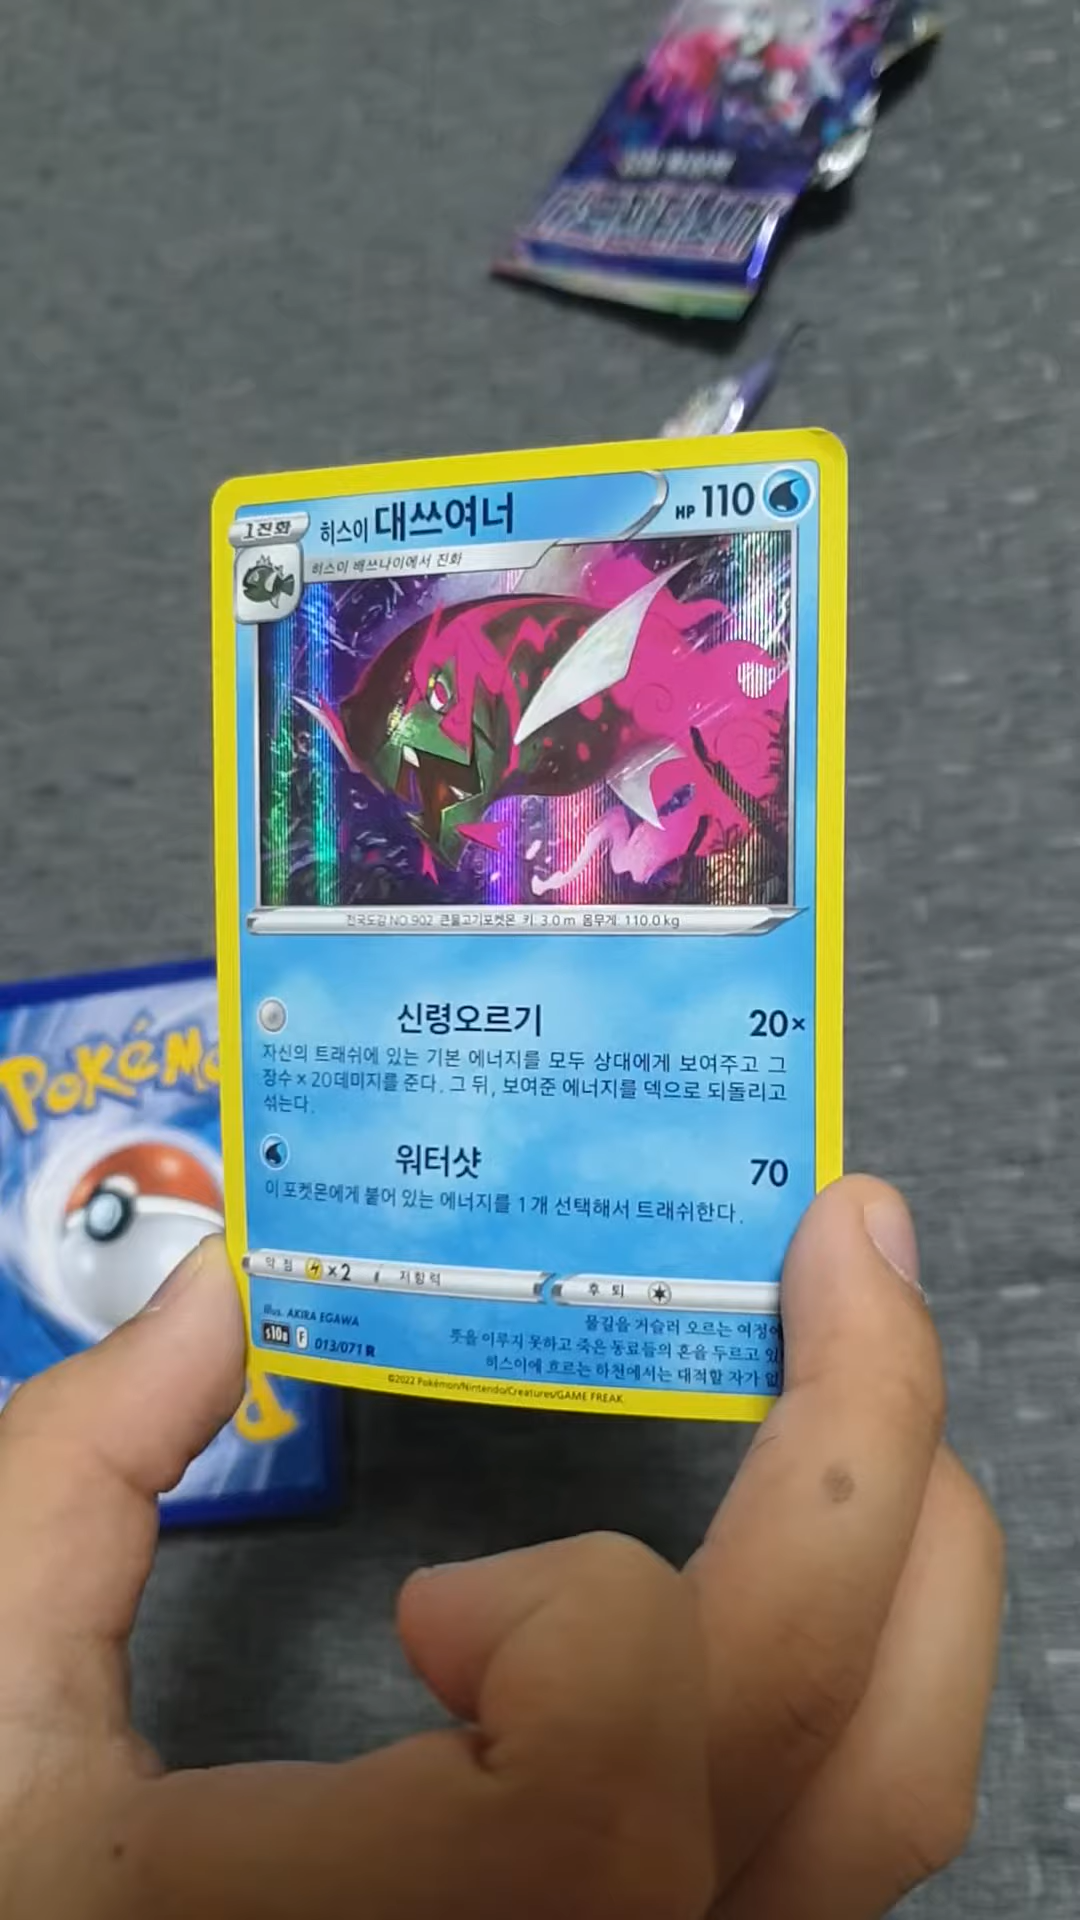 1진화
히스이 대쓰여너
HP 110
히스이 배쓰나이에서 진화
전국도감 NO.902 큰물고기포켓몬 키: 3.0 m 몸무게: 110.0 kg
신령오르기 20×
자신의 트래쉬에 있는 기본 에너지를 모두 상대에게 보여주고 그
장수×20데미지를 준다. 그 뒤, 보여준 에너지를 덱으로 되돌리고
섞는다.
워터샷 70
이 포켓몬에게 붙어 있는 에너지를 1개 선택해서 트래쉬한다.
약점 ×2 저항력 후퇴
물길을 거슬러 오르는 여정에
뜻을 이루지 못하고 죽은 동료들의 혼을 두르고
히스이에 흐르는 하천에서는 대적할 자가
Illus. AKIRA EGAWA
s10a F 013/071 R
©2022 Pokémon/Nintendo/Creatures/GAME FREAK